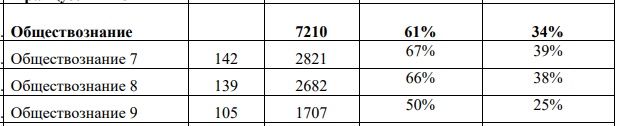 . Обществознание 7210 61% 34%
. Обществознание 7 142 2821 67% 39%
. Обществознание 8 139 2682 66% 38%
. Обществознание 9 105 1707 50% 25%